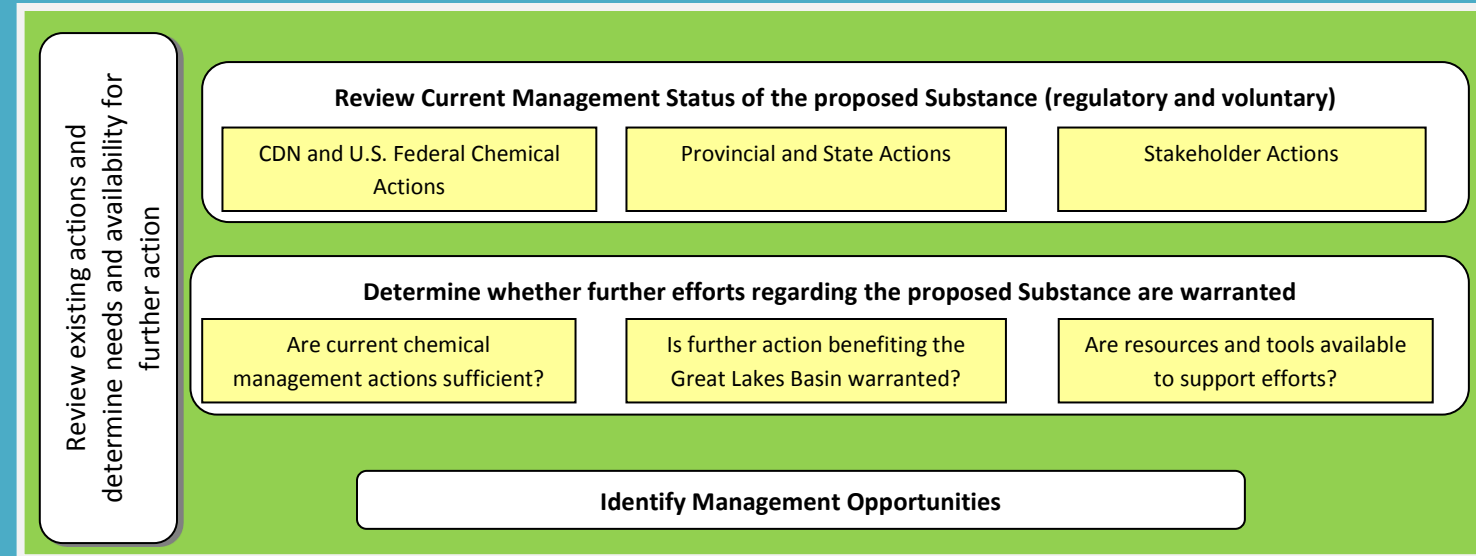 Review existing actions and
determine needs and availability for
further action
Review Current Management Status of the proposed Substance (regulatory and voluntary)
CDN and U.S. Federal Chemical
Actions
Provincial and State Actions
Stakeholder Actions
Determine whether further efforts regarding the proposed Substance are warranted
Are current chemical
management actions sufficient?
Is further action benefiting the
Great Lakes Basin warranted?
Are resources and tools available
to support efforts?
Identify Management Opportunities